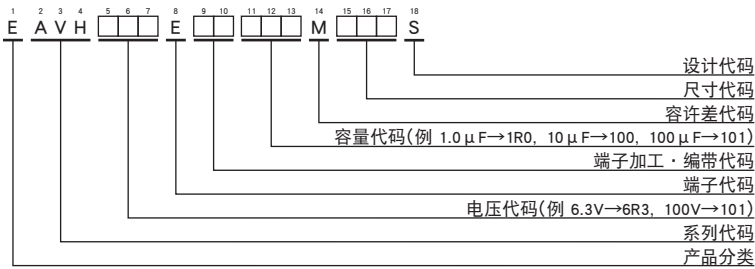 1 2 3 4 5 6 7 8 9 10 11 12 13 14 15 16 17 18
E A V H □□□ E □□ □□□ M □□□ S
设计代码
尺寸代码
容许差代码
容量代码(例 1.0μF→1R0, 10μF→100, 100μF→101)
端子加工・编带代码
端子代码
电压代码(例 6.3V→6R3, 100V→101)
系列代码
产品分类